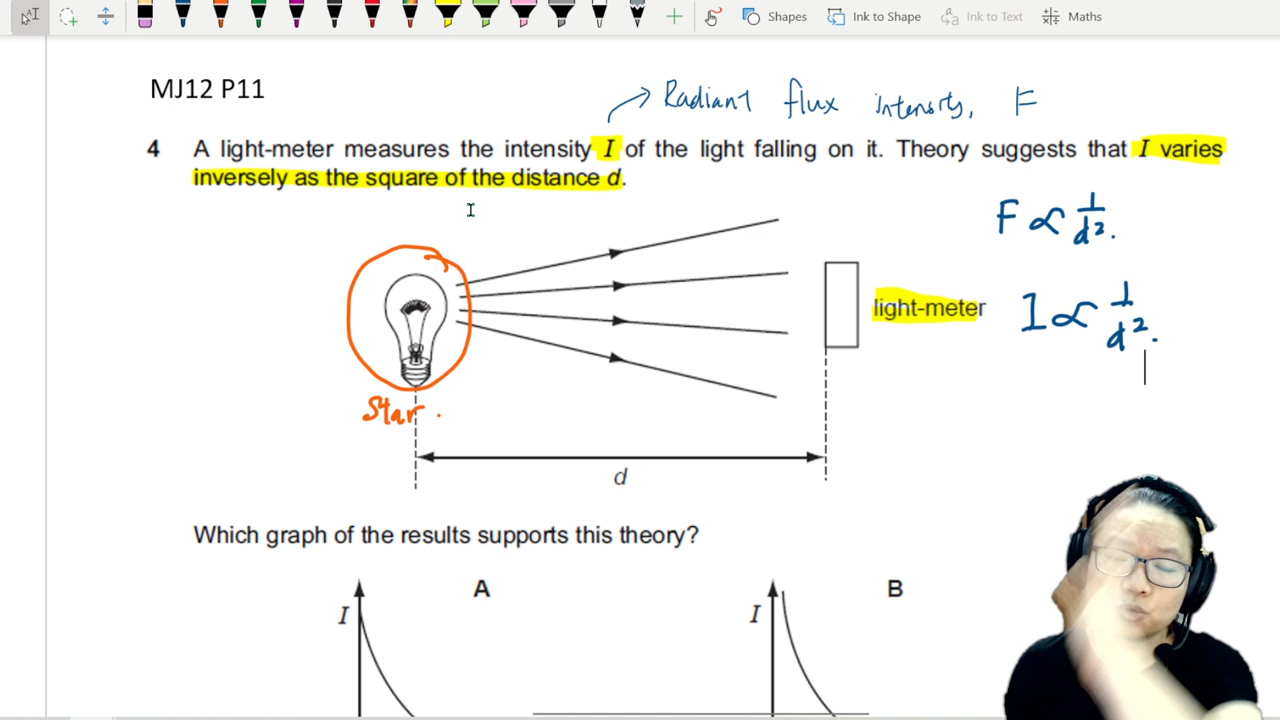 Shapes Ink to Shape Ink to Text Maths
MJ12 P11
Radiant flux intensity, F
4 A light-meter measures the intensity I of the light falling on it. Theory suggests that I varies
inversely as the square of the distance d.
F ∝ 1/d².
light-meter
I ∝ 1/d².
Star.
d
Which graph of the results supports this theory?
A B
I I